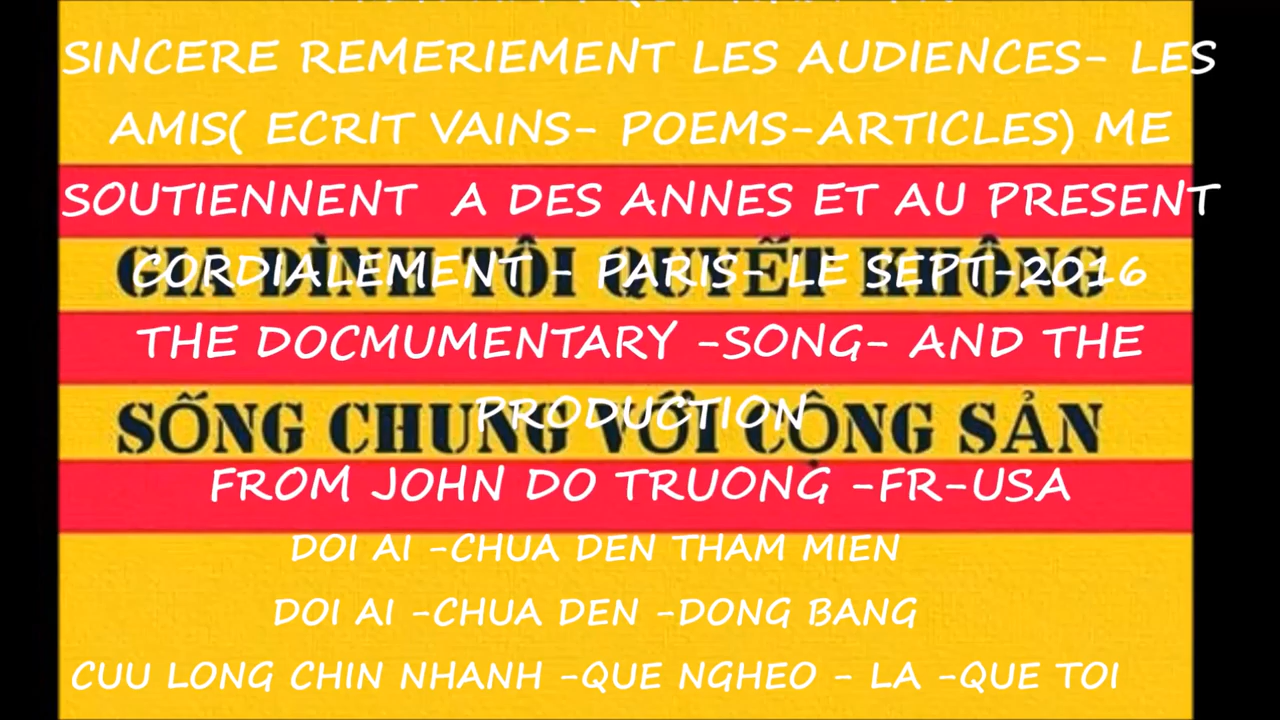 SINCERE REMERIEMENT LES AUDIENCES- LES
AMIS( ECRIT VAINS- POEMS-ARTICLES) ME
SOUTIENNENT A DES ANNES ET AU PRESENT
GIA ĐÌNH TÔI QUYẾT KHÔNG
CORDIALEMENT - PARIS- LE SEPT-2016
THE DOCMUMENTARY -SONG- AND THE
SỐNG CHUNG VỚI CỘNG SẢN
PRODUCTION
FROM JOHN DO TRUONG -FR-USA
DOI AI -CHUA DEN THAM MIEN
DOI AI -CHUA DEN -DONG BANG
CUU LONG CHIN NHANH -QUE NGHEO - LA -QUE TOI